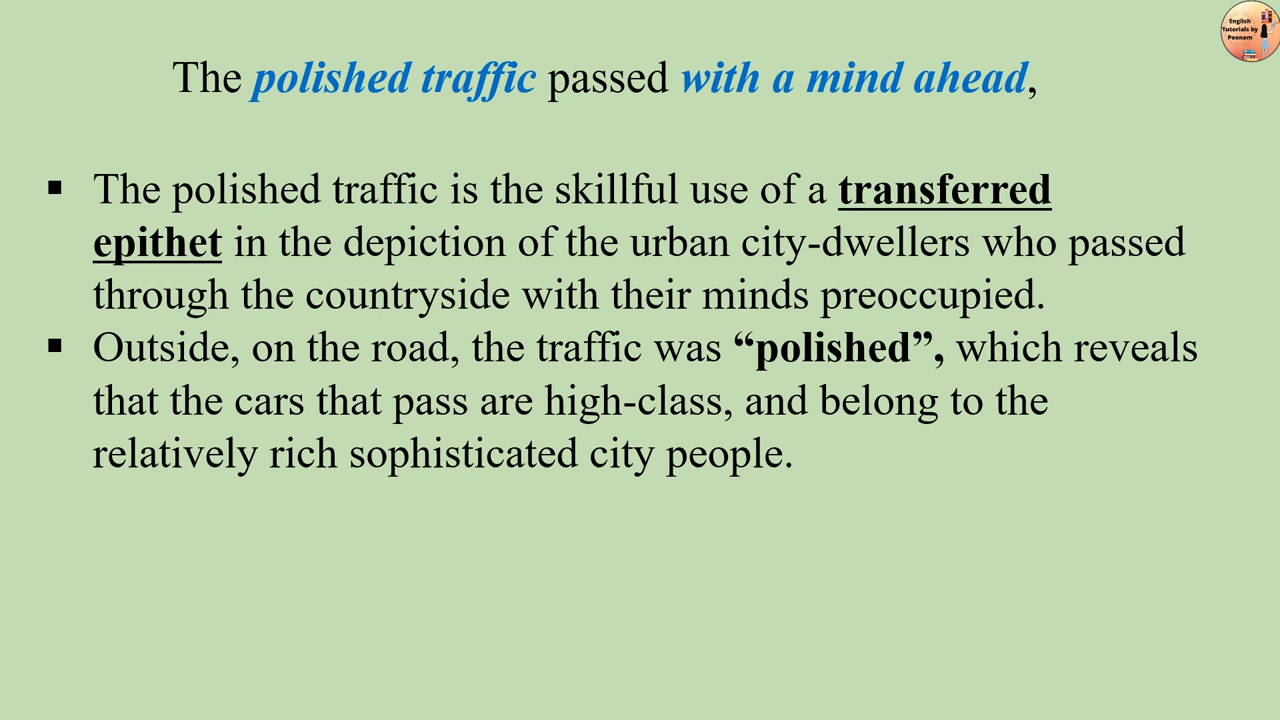 English
Tutorials by
Poonam
The polished traffic passed with a mind ahead,
▪ The polished traffic is the skillful use of a transferred
epithet in the depiction of the urban city-dwellers who passed
through the countryside with their minds preoccupied.
▪ Outside, on the road, the traffic was “polished”, which reveals
that the cars that pass are high-class, and belong to the
relatively rich sophisticated city people.